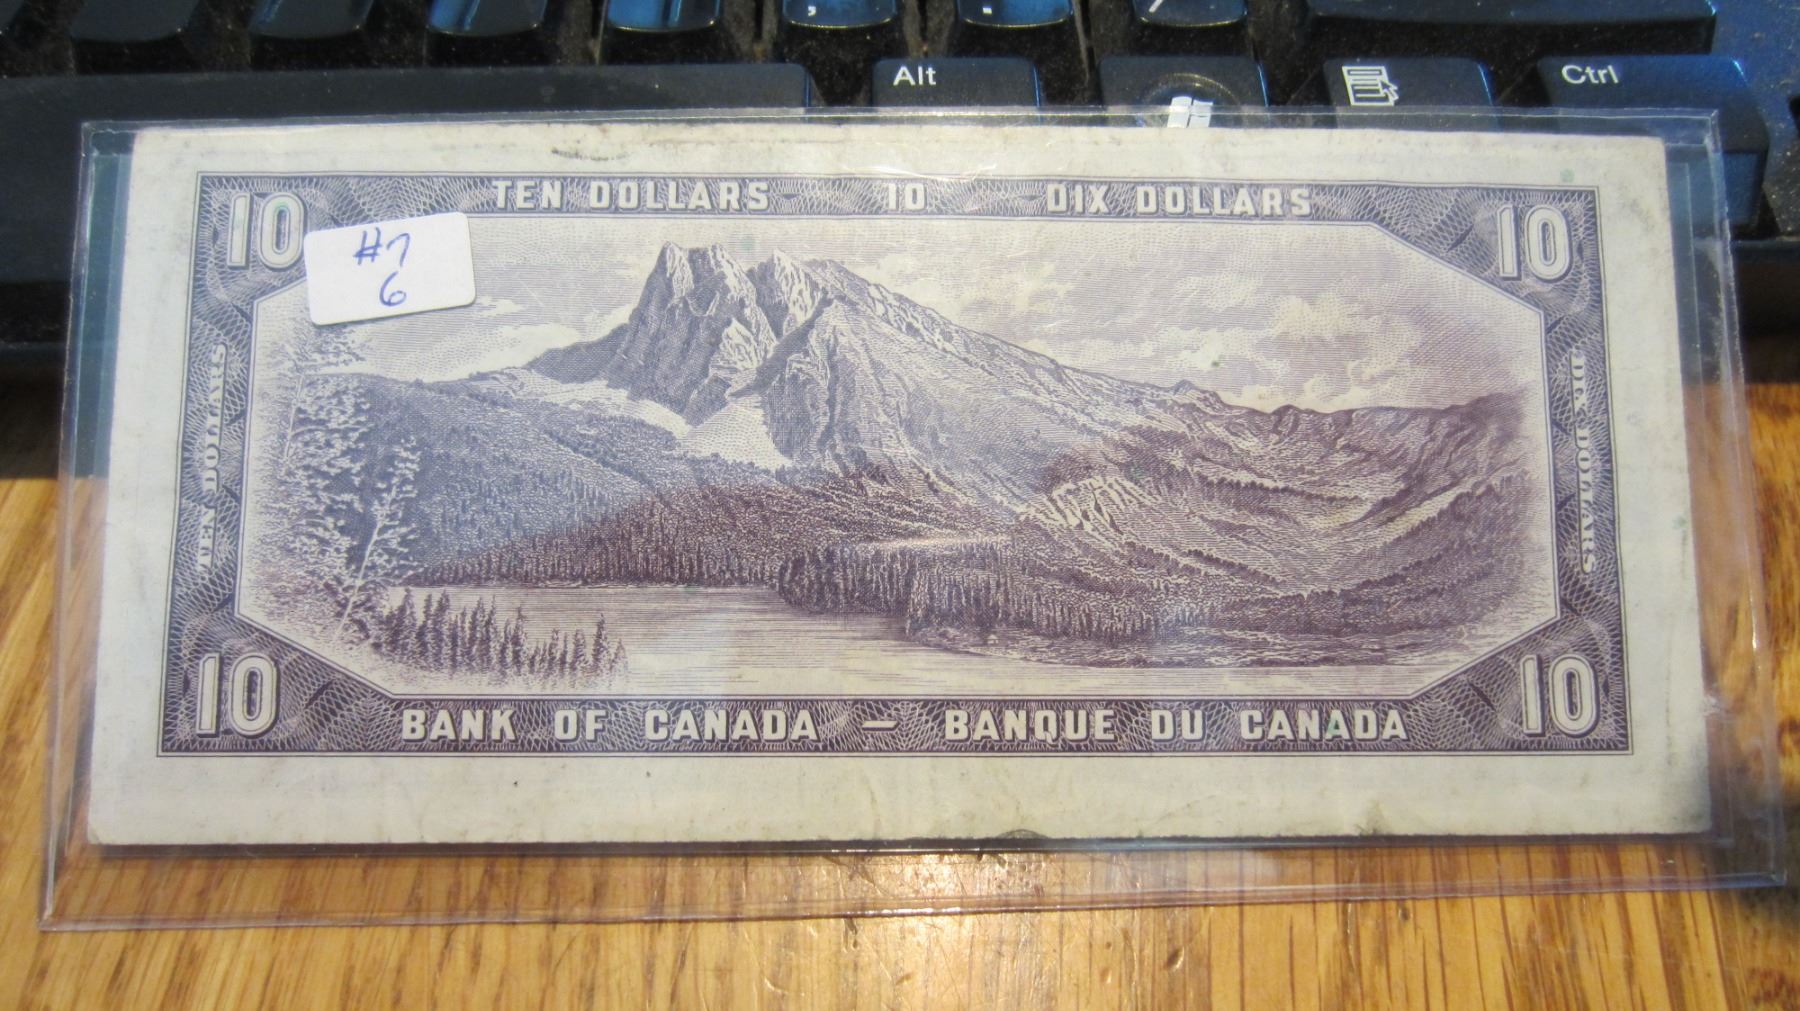 ,
.
/
Alt
Ctrl
10 TEN DOLLARS 10 DIX DOLLARS 10
#7
6
TEN DOLLARS
DIX DOLLARS
10 BANK OF CANADA — BANQUE DU CANADA 10